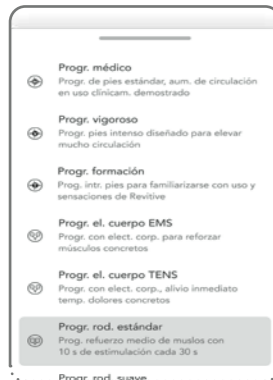 Progr. médico
Progr. de pies estándar, aum. de circulación
en uso clínicam. demostrado
Progr. vigoroso
Progr. pies intenso diseñado para elevar
mucho circulación
Progr. formación
Prog. intr. pies para familiarizarse con uso y
sensaciones de Revitive
Progr. el. cuerpo EMS
Progr. con elect. corp. para reforzar
músculos concretos
Progr. el. cuerpo TENS
Progr. con elect. corp., alivio inmediato
temp. dolores concretos
Progr. rod. estándar
Prog. refuerzo medio de muslos con
10 s de estimulación cada 30 s
Progr. rod. suave